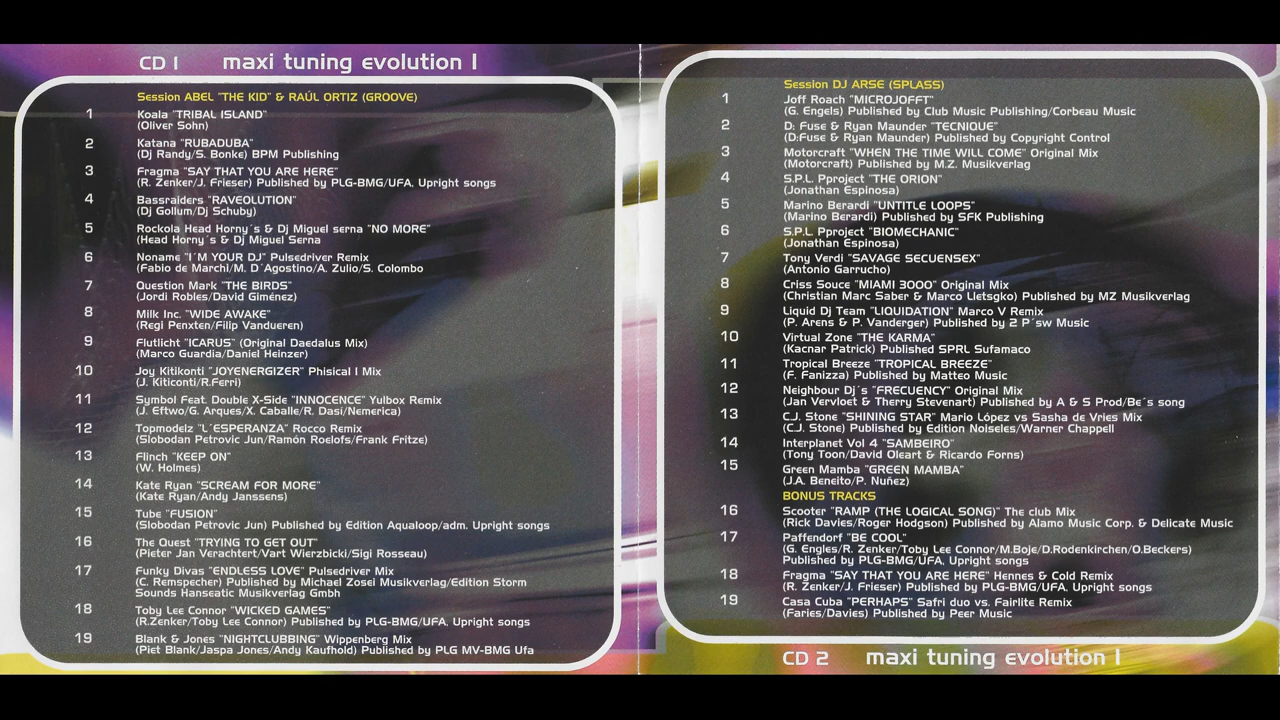 CD 1 maxi tuning evolution 1
Session ABEL "THE KID" & RAÚL ORTIZ (GROOVE)
1 Koala "TRIBAL ISLAND"
(Oliver Sohn)
2 Katana "RUBADUBA"
(Dj Randy/S. Bonke) BPM Publishing
3 Fragma "SAY THAT YOU ARE HERE"
(R. Zenker/J. Frieser) Published by PLG-BMG/UFA. Upright songs
4 Bassraiders "RAVEOLUTION"
(Dj Gollum/Dj Schuby)
5 Rockola Head Horny´s & Dj Miguel serna "NO MORE"
(Head Horny´s & Dj Miguel Serna
6 Noname "I´M YOUR DJ" Pulsedriver Remix
(Fabio de Marchi/M. D´Agostino/A. Zulio/S. Colombo
7 Question Mark "THE BIRDS"
(Jordi Robles/David Giménez)
8 Milk Inc. "WIDE AWAKE"
(Regi Penxten/Filip Vandueren)
9 Flutlicht "ICARUS" (Original Daedalus Mix)
(Marco Guardia/Daniel Heinzer)
10 Joy Kitikonti "JOYENERGIZER" Phisical I Mix
(J. Kiticonti/R.Ferri)
11 Symbol Feat. Double X-Side "INNOCENCE" Yulbox Remix
(J. Eftwo/G. Arques/X. Caballe/R. Dasi/Nemerica)
12 Topmodelz "L´ESPERANZA" Rocco Remix
(Slobodan Petrovic Jun/Ramón Roelofs/Frank Fritze)
13 Flinch "KEEP ON"
(W. Holmes)
14 Kate Ryan "SCREAM FOR MORE"
(Kate Ryan/Andy Janssens)
15 Tube "FUSION"
(Slobodan Petrovic Jun) Published by Edition Aqualoop/adm. Upright songs
16 The Quest "TRYING TO GET OUT"
(Pieter Jan Verachtert/Vart Wierzbicki/Sigi Rosseau)
17 Funky Divas "ENDLESS LOVE" Pulsedriver Mix
(C. Remspecher) Published by Michael Zosei Musikverlag/Edition Storm
Sounds Hanseatic Musikverlag Gmbh
18 Toby Lee Connor "WICKED GAMES"
(R.Zenker/Toby Lee Connor) Published by PLG-BMG/UFA. Upright songs
19 Blank & Jones "NIGHTCLUBBING" Wippenberg Mix
(Piet Blank/Jaspa Jones/Andy Kaufhold) Published by PLG MV-BMG Ufa
Session DJ ARSE (SPLASS)
1 Joff Roach "MICROJOFFT"
(G. Engels) Published by Club Music Publishing/Corbeau Music
2 D: Fuse & Ryan Maunder "TECNIQUE"
(D:Fuse & Ryan Maunder) Published by Copyright Control
3 Motorcraft "WHEN THE TIME WILL COME" Original Mix
(Motorcraft) Published by M.Z. Musikverlag
4 S.P.L. Pproject "THE ORION"
(Jonathan Espinosa)
5 Marino Berardi "UNTITLE LOOPS"
(Marino Berardi) Published by SFK Publishing
6 S.P.L. Pproject "BIOMECHANIC"
(Jonathan Espinosa)
7 Tony Verdi "SAVAGE SECUENSEX"
(Antonio Garrucho)
8 Criss Souce "MIAMI 3000" Original Mix
(Christian Marc Saber & Marco Lietsgko) Published by MZ Musikverlag
9 Liquid Dj Team "LIQUIDATION" Marco V Remix
(P. Arens & P. Vanderger) Published by 2 P´sw Music
10 Virtual Zone "THE KARMA"
(Kacnar Patrick) Published SPRL Sufamaco
11 Tropical Breeze "TROPICAL BREEZE"
(F. Fanizza) Published by Matteo Music
12 Neighbour Dj´s "FRECUENCY" Original Mix
(Jan Vervloet & Therry Stevenart) Published by A & S Prod/Be´s song
13 C.J. Stone "SHINING STAR" Mario López vs Sasha de Vries Mix
(C.J. Stone) Published by Edition Noiseles/Warner Chappell
14 Interplanet Vol 4 "SAMBEIRO"
(Tony Toon/David Oleart & Ricardo Forns)
15 Green Mamba "GREEN MAMBA"
(J.A. Beneito/P. Nuñez)
BONUS TRACKS
16 Scooter "RAMP (THE LOGICAL SONG)" The club Mix
(Rick Davies/Roger Hodgson) Published by Alamo Music Corp. & Delicate Music
17 Paffendorf "BE COOL"
(G. Engles/R. Zenker/Toby Lee Connor/M.Boje/D.Rodenkirchen/O.Beckers)
Published by PLG-BMG/UFA. Upright songs
18 Fragma "SAY THAT YOU ARE HERE" Hennes & Cold Remix
(R. Zenker/J. Frieser) Published by PLG-BMG/UFA. Upright songs
19 Casa Cuba "PERHAPS" Safri duo vs. Fairlite Remix
(Faries/Davies) Published by Peer Music
CD 2 maxi tuning evolution 1